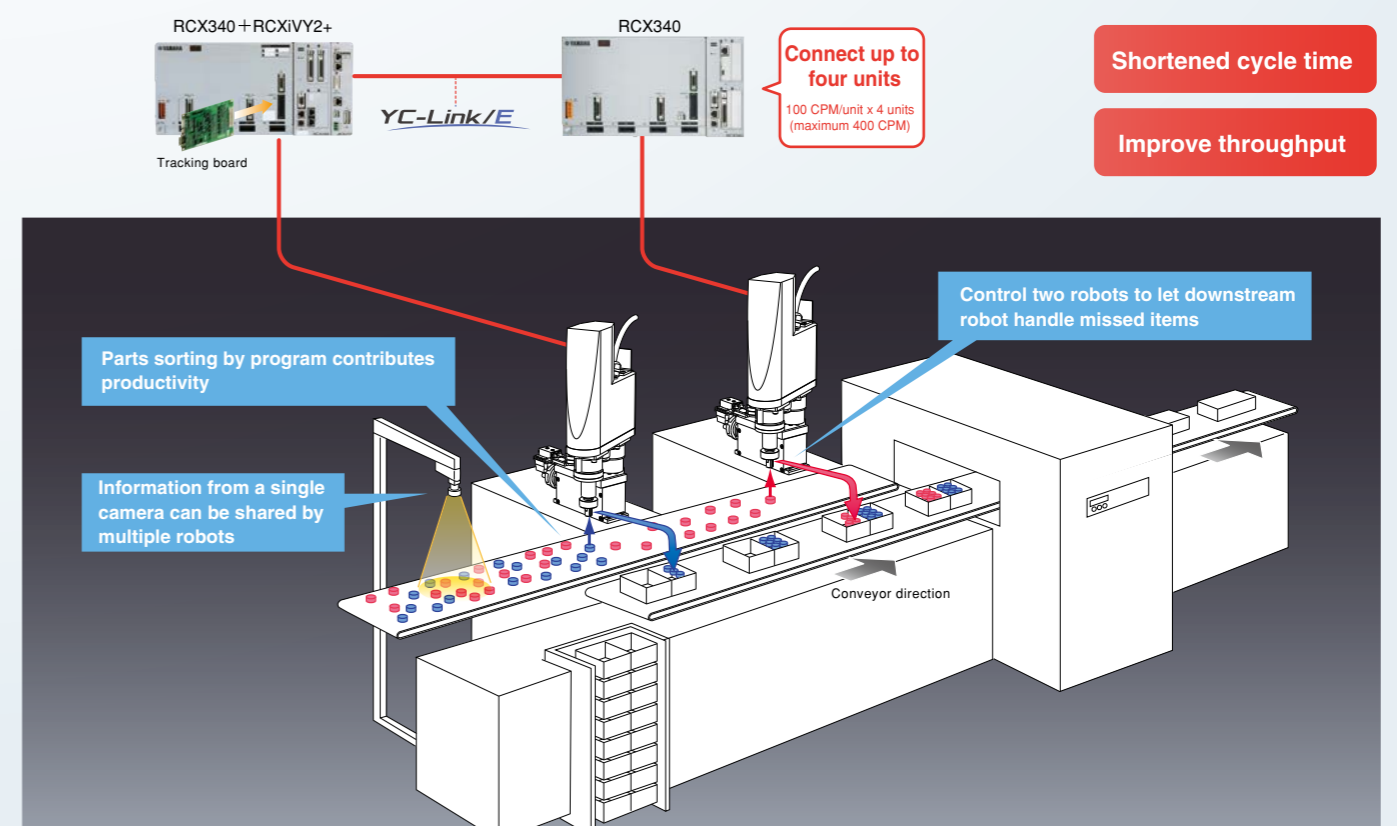 RCX340＋RCXiVY2+
RCX340
YAMAHA
YAMAHA
Connect up to
four units
100 CPM/unit x 4 units
(maximum 400 CPM)
Shortened cycle time
Improve throughput
YC-Link/E
Tracking board
Control two robots to let downstream
robot handle missed items
Parts sorting by program contributes
productivity
Information from a single
camera can be shared by
multiple robots
Conveyor direction